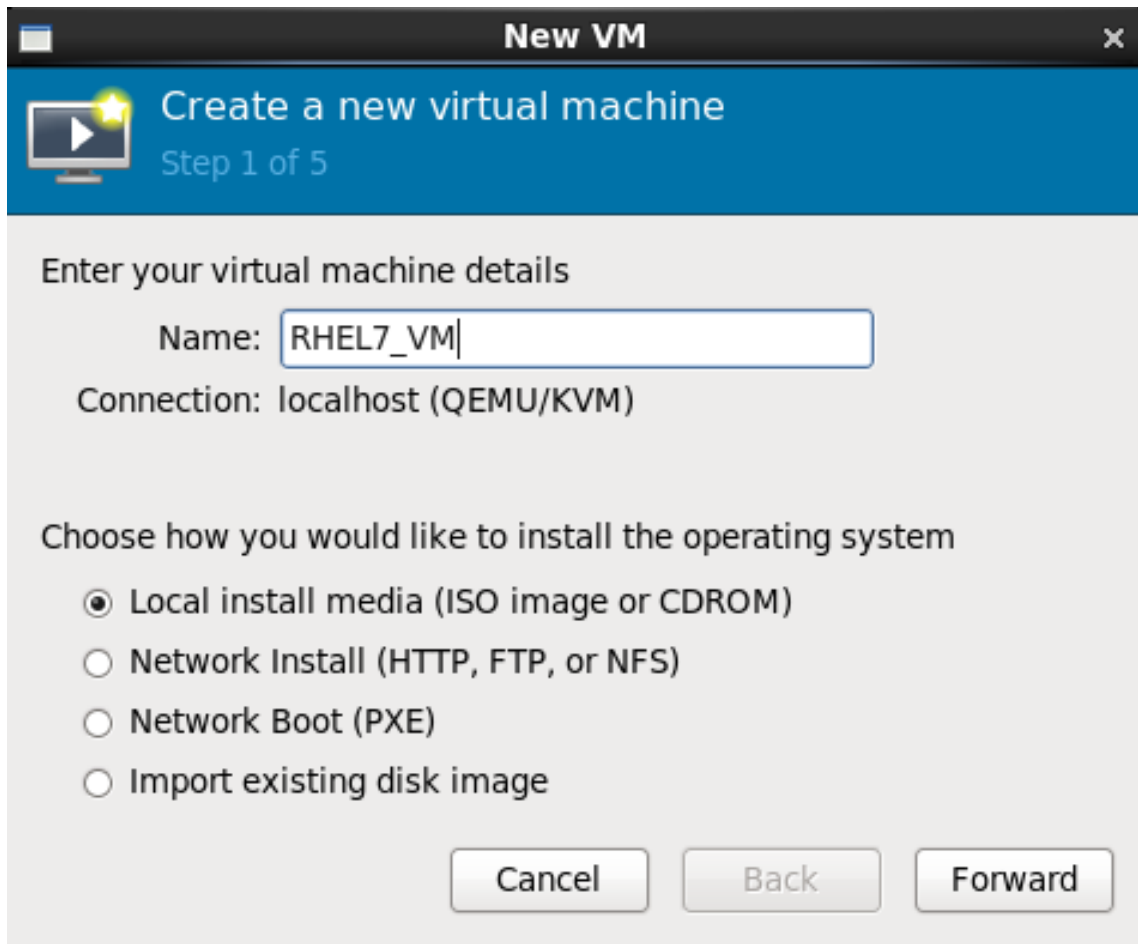 New VM
Create a new virtual machine
Step 1 of 5
Enter your virtual machine details
Name: RHEL7_VM
Connection: localhost (QEMU/KVM)
Choose how you would like to install the operating system
Local install media (ISO image or CDROM)
Network Install (HTTP, FTP, or NFS)
Network Boot (PXE)
Import existing disk image
Cancel Back Forward